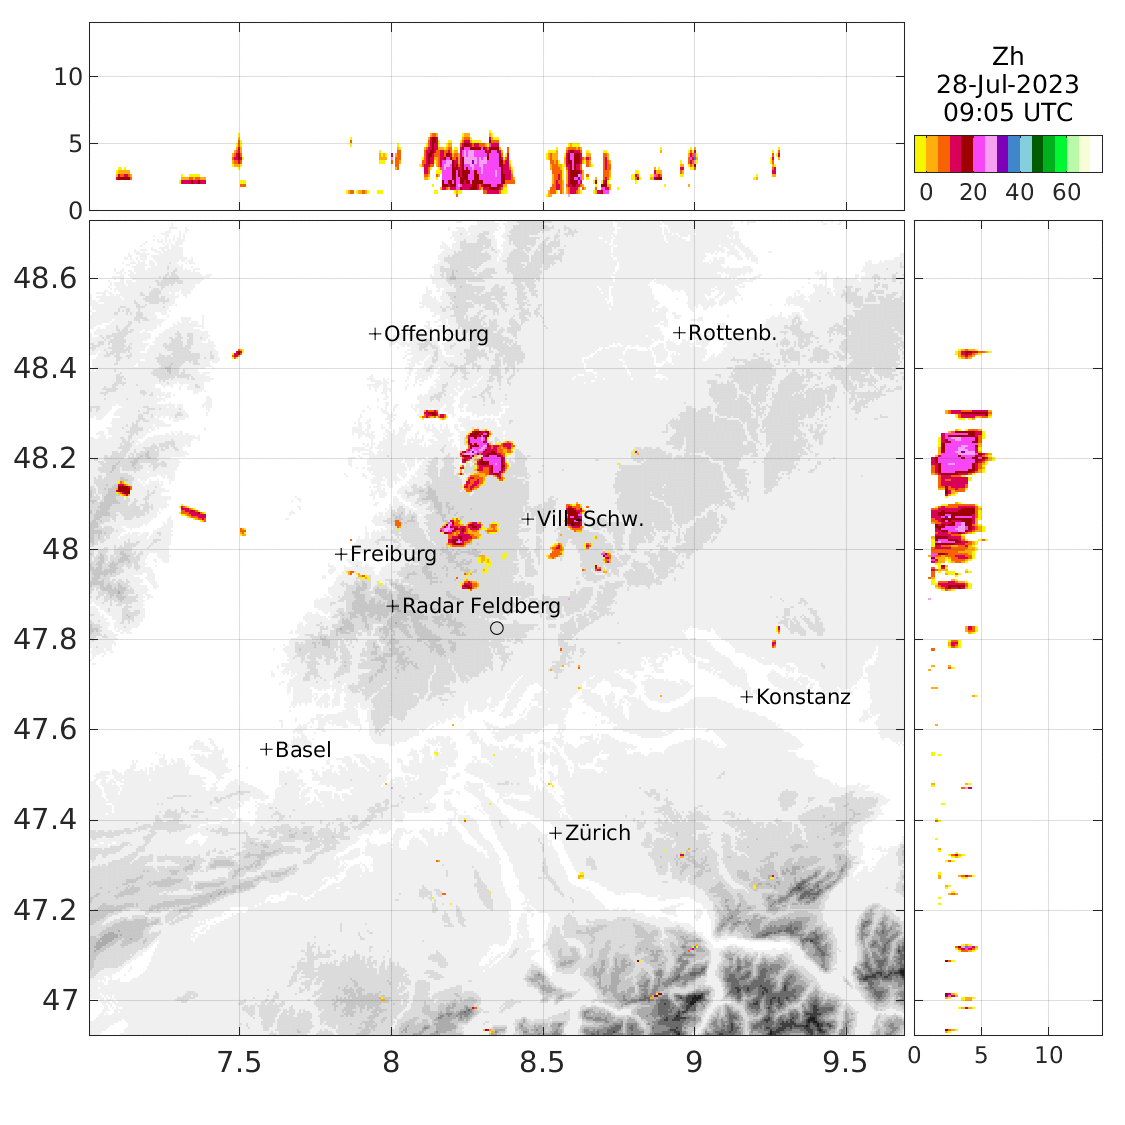 Zh
28-Jul-2023
09:05 UTC
10
5
0
0 20 40 60
48.6
48.4
48.2
48
47.8
47.6
47.4
47.2
47
+Offenburg
+Rottenb.
+Vill.-Schw.
+Freiburg
+Radar Feldberg
+Konstanz
+Basel
+Zürich
7.5 8 8.5 9 9.5
0 5 10